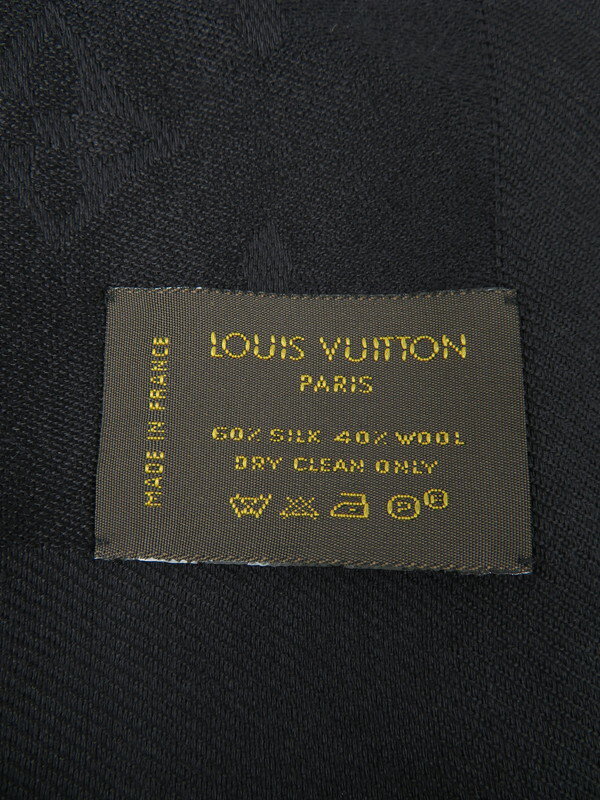 LOUIS VUITTON
PARIS
60% SILK 40% WOOL
DRY CLEAN ONLY
P E
MADE IN FRANCE